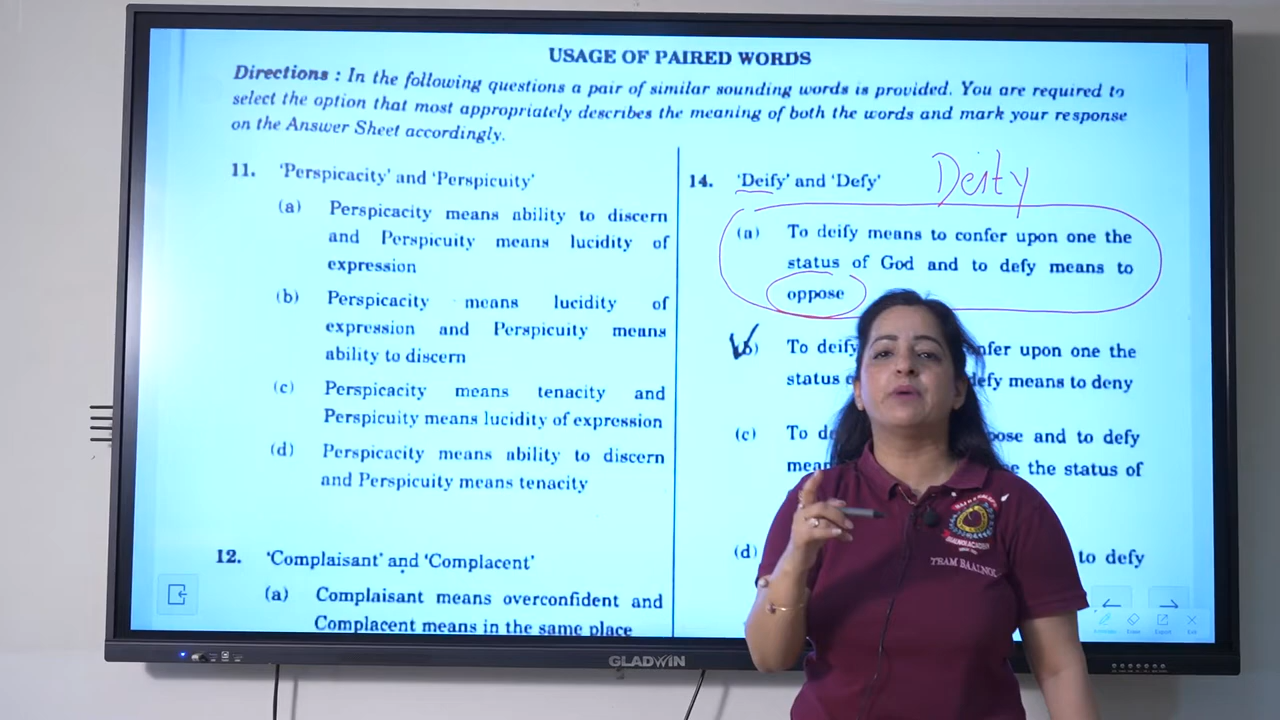 USAGE OF PAIRED WORDS
Directions : In the following questions a pair of similar sounding words is provided. You are required to
select the option that most appropriately describes the meaning of both the words and mark your response
on the Answer Sheet accordingly.
11. 'Perspicacity' and 'Perspicuity'
(a) Perspicacity means ability to discern
and Perspicuity means lucidity of
expression
(b) Perspicacity means lucidity of
expression and Perspicuity means
ability to discern
(c) Perspicacity means tenacity and
Perspicuity means lucidity of expression
(d) Perspicacity means ability to discern
and Perspicuity means tenacity
12. 'Complaisant' and 'Complacent'
(a) Complaisant means overconfident and
Complacent means in the same place
14. 'Deify' and 'Defy'
Deity
(a) To deify means to confer upon one the
status of God and to defy means to
oppose
(b) To deify nfer upon one the
status defy means to deny
(c) To de pose and to defy
mean the status of
(d) to defy
TEAM BAALNOI
Erase
Export
Exit
GLADWIN